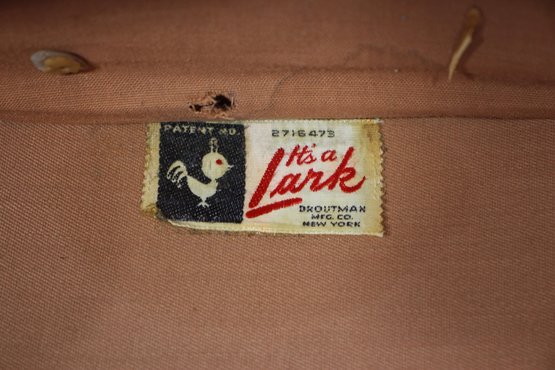 PATENT NO. 2716473
It's a
Lark
DROUTMAN
MFG. CO.
NEW YORK